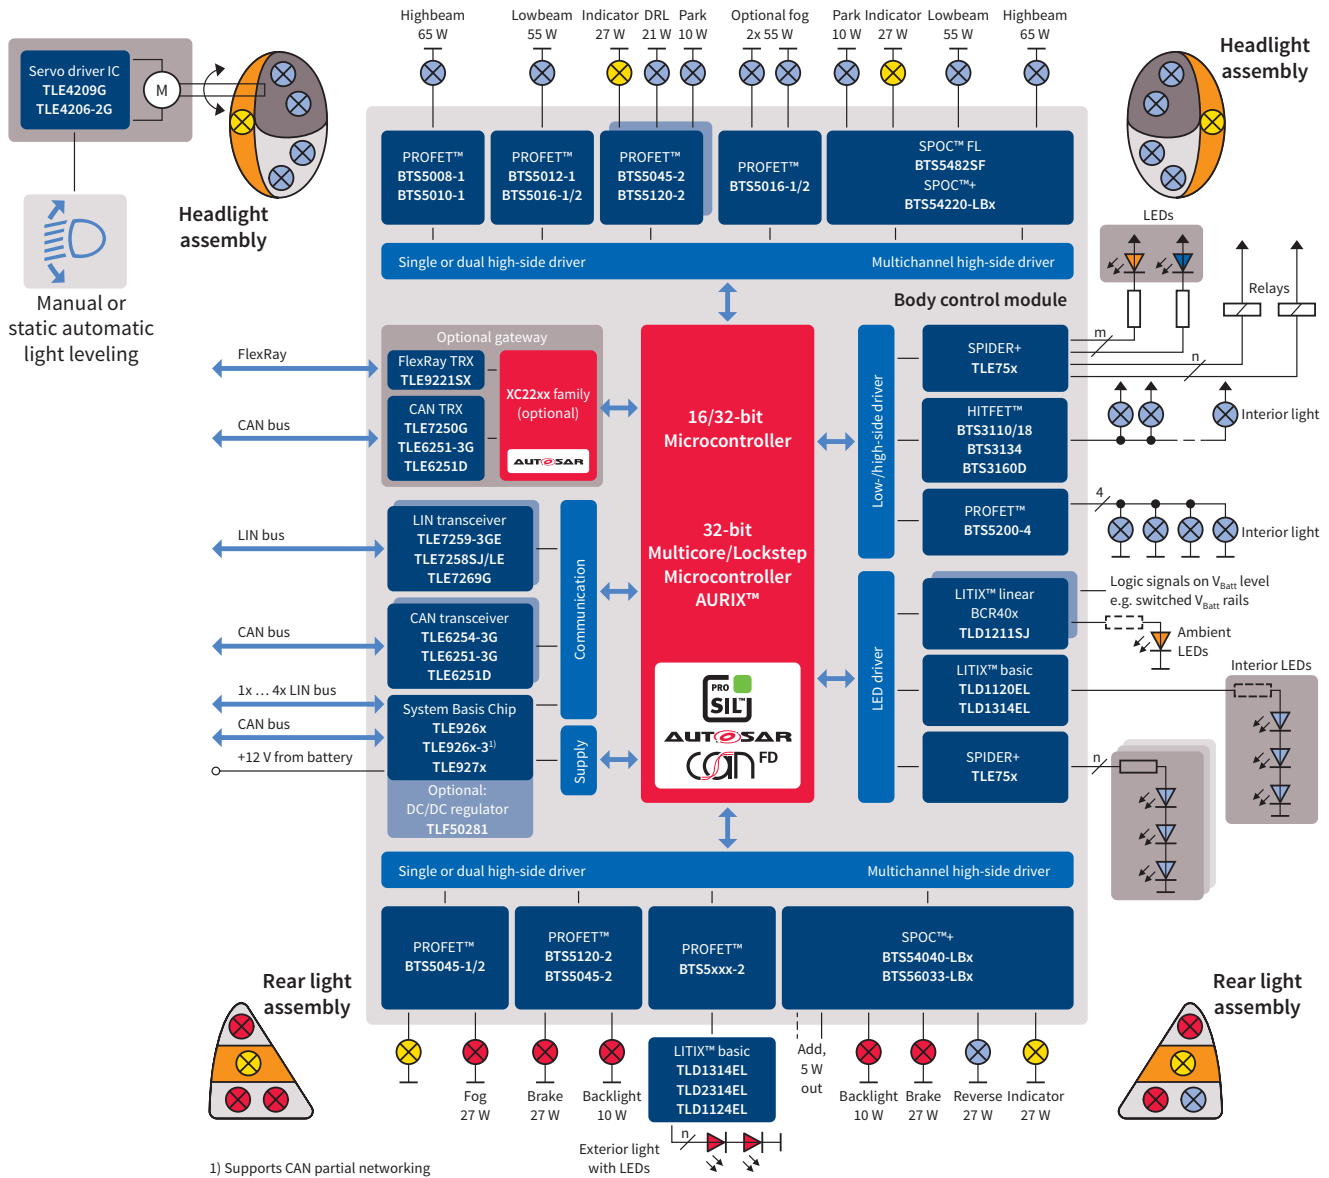 Highbeam
65 W
Lowbeam
55 W
Indicator
27 W
DRL
21 W
Park
10 W
Optional fog
2x 55 W
Park
10 W
Indicator
27 W
Lowbeam
55 W
Highbeam
65 W
Servo driver IC
TLE4209G
TLE4206-2G
M
Headlight
assembly
Headlight
assembly
Manual or
static automatic
light leveling
PROFET™
BTS5008-1
BTS5010-1
PROFET™
BTS5012-1
BTS5016-1/2
PROFET™
BTS5045-2
BTS5120-2
PROFET™
BTS5016-1/2
SPOC™ FL
BTS5482SF
SPOC™+
BTS54220-LBx
Single or dual high-side driver
Multichannel high-side driver
Body control module
LEDs
Relays
m
n
Optional gateway
FlexRay
FlexRay TRX
TLE9221SX
CAN bus
CAN TRX
TLE7250G
TLE6251-3G
TLE6251D
XC22xx family
(optional)
AUTOSAR
16/32-bit
Microcontroller
32-bit
Multicore/Lockstep
Microcontroller
AURIX™
PRO
SIL™
AUTOSAR
CAN FD
Low-/high-side driver
SPIDER+
TLE75x
HITFET™
BTS3110/18
BTS3134
BTS3160D
Interior light
PROFET™
BTS5200-4
4
Interior light
LIN bus
LIN transceiver
TLE7259-3GE
TLE7258SJ/LE
TLE7269G
CAN bus
CAN transceiver
TLE6254-3G
TLE6251-3G
TLE6251D
Communication
1x … 4x LIN bus
CAN bus
+12 V from battery
System Basis Chip
TLE926x
TLE926x-3¹⁾
TLE927x
Supply
Optional:
DC/DC regulator
TLF50281
LED driver
LITIX™ linear
BCR40x
TLD1211SJ
Logic signals on VBatt level
e.g. switched VBatt rails
Ambient
LEDs
LITIX™ basic
TLD1120EL
TLD1314EL
Interior LEDs
SPIDER+
TLE75x
n
Single or dual high-side driver
Multichannel high-side driver
PROFET™
BTS5045-1/2
PROFET™
BTS5120-2
BTS5045-2
PROFET™
BTS5xxx-2
SPOC™+
BTS54040-LBx
BTS56033-LBx
Rear light
assembly
Rear light
assembly
Fog
27 W
Brake
27 W
Backlight
10 W
LITIX™ basic
TLD1314EL
TLD2314EL
TLD1124EL
Add,
5 W
out
Backlight
10 W
Brake
27 W
Reverse
27 W
Indicator
27 W
n
Exterior light
with LEDs
1) Supports CAN partial networking